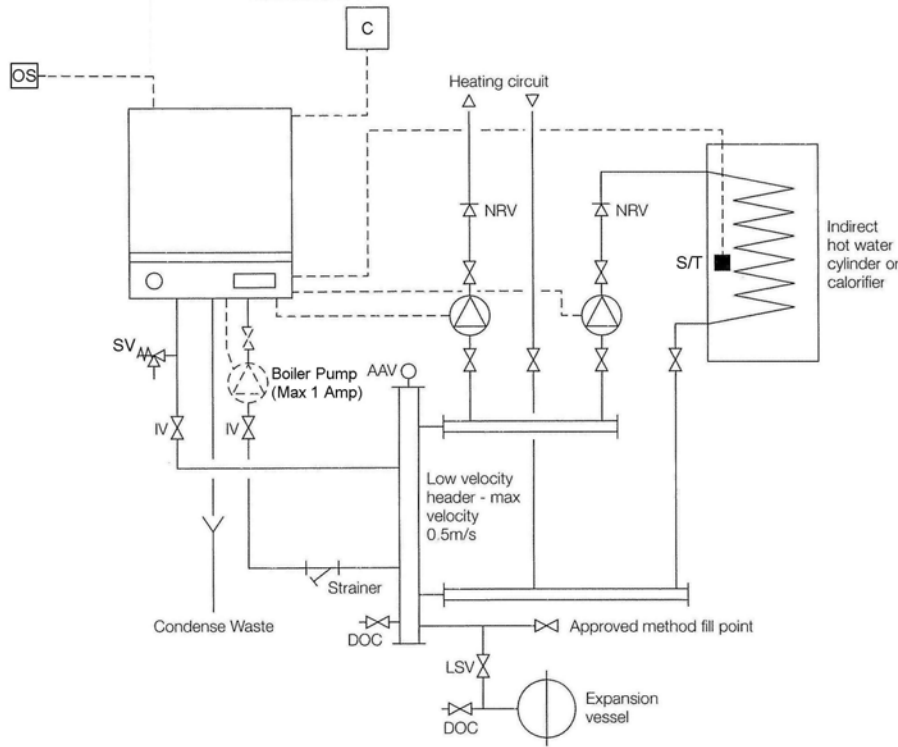 C
OS
Heating circuit
NRV
NRV
S/T
Indirect
hot water
cylinder or
calorifier
SV
Boiler Pump
(Max 1 Amp)
AAV
IV
IV
Low velocity
header - max
velocity
0.5m/s
Strainer
Condense Waste
DOC
Approved method fill point
LSV
DOC
Expansion
vessel